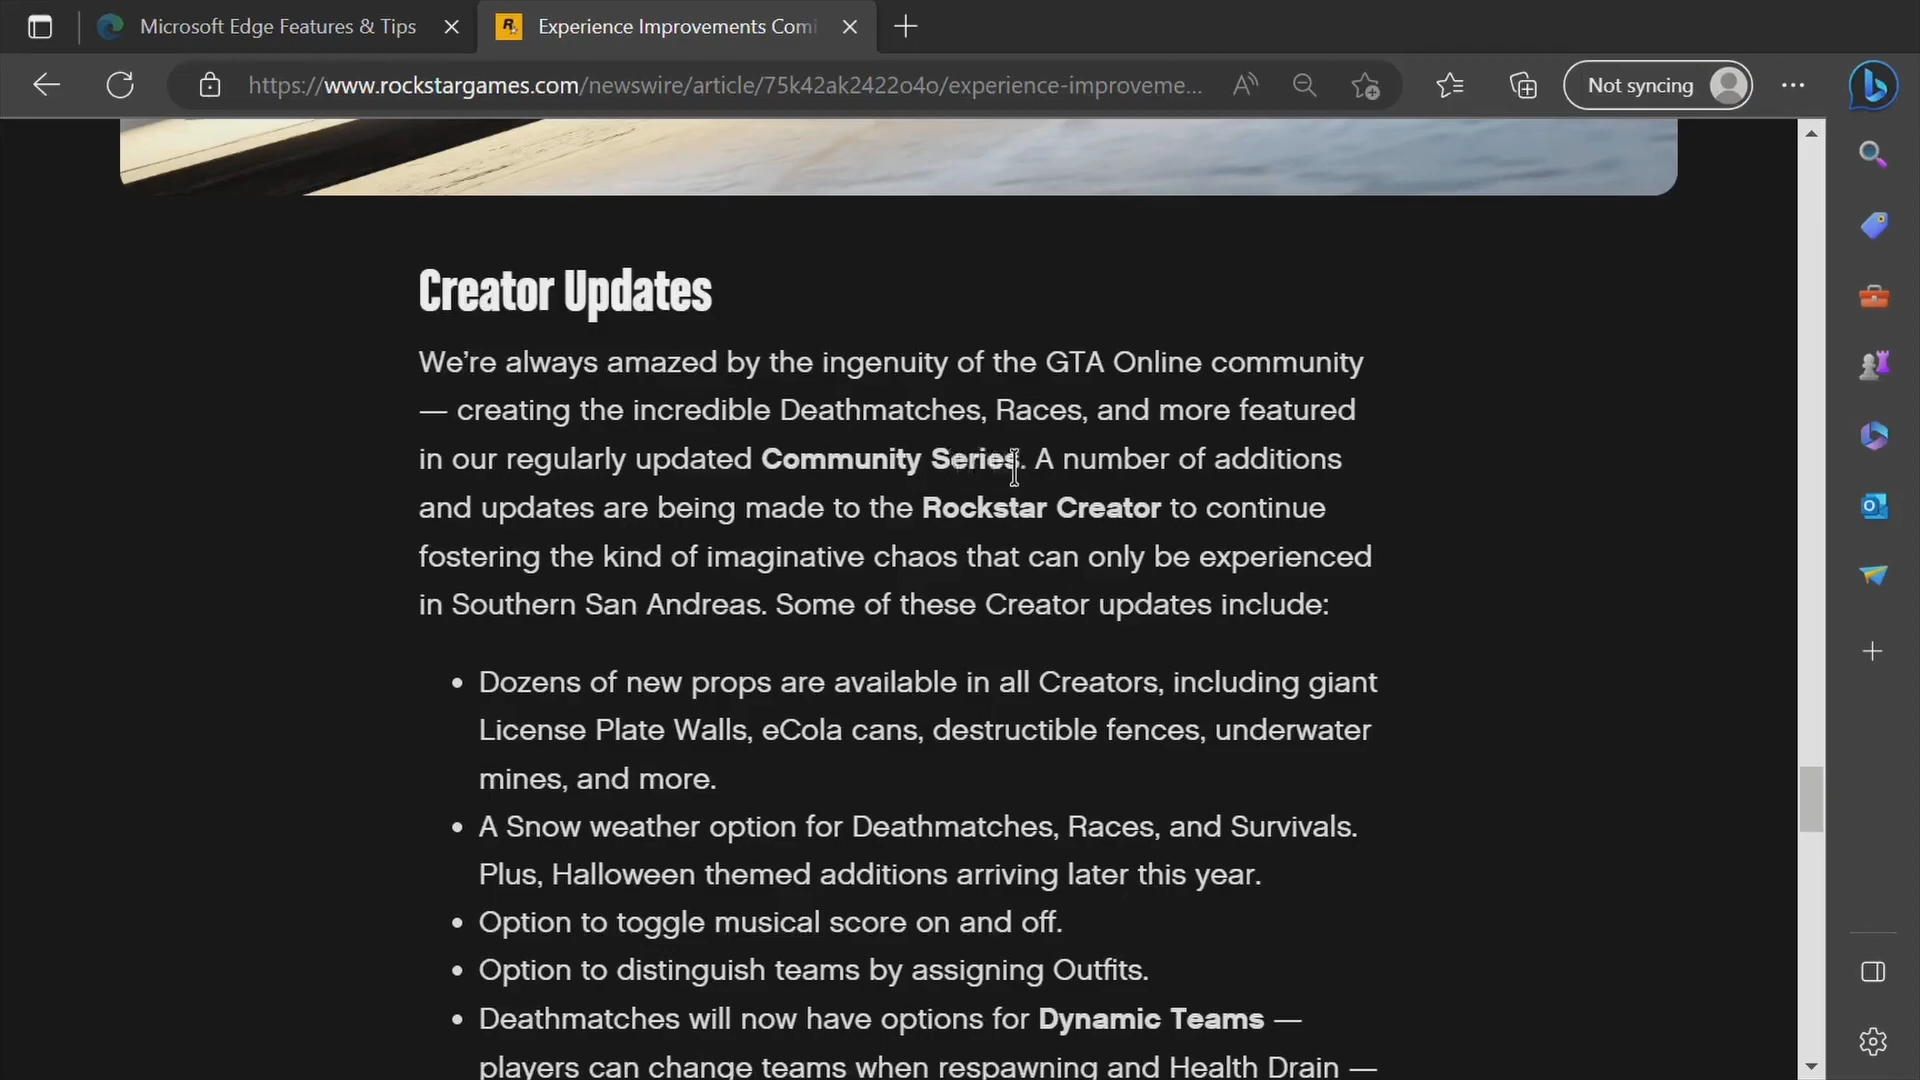 Microsoft Edge Features & Tips
Experience Improvements Comi
https://www.rockstargames.com/newswire/article/75k42ak2422o4o/experience-improveme...
Not syncing
Creator Updates
We’re always amazed by the ingenuity of the GTA Online community
— creating the incredible Deathmatches, Races, and more featured
in our regularly updated Community Series. A number of additions
and updates are being made to the Rockstar Creator to continue
fostering the kind of imaginative chaos that can only be experienced
in Southern San Andreas. Some of these Creator updates include:
• Dozens of new props are available in all Creators, including giant
License Plate Walls, eCola cans, destructible fences, underwater
mines, and more.
• A Snow weather option for Deathmatches, Races, and Survivals.
Plus, Halloween themed additions arriving later this year.
• Option to toggle musical score on and off.
• Option to distinguish teams by assigning Outfits.
• Deathmatches will now have options for Dynamic Teams —
players can change teams when respawning and Health Drain —